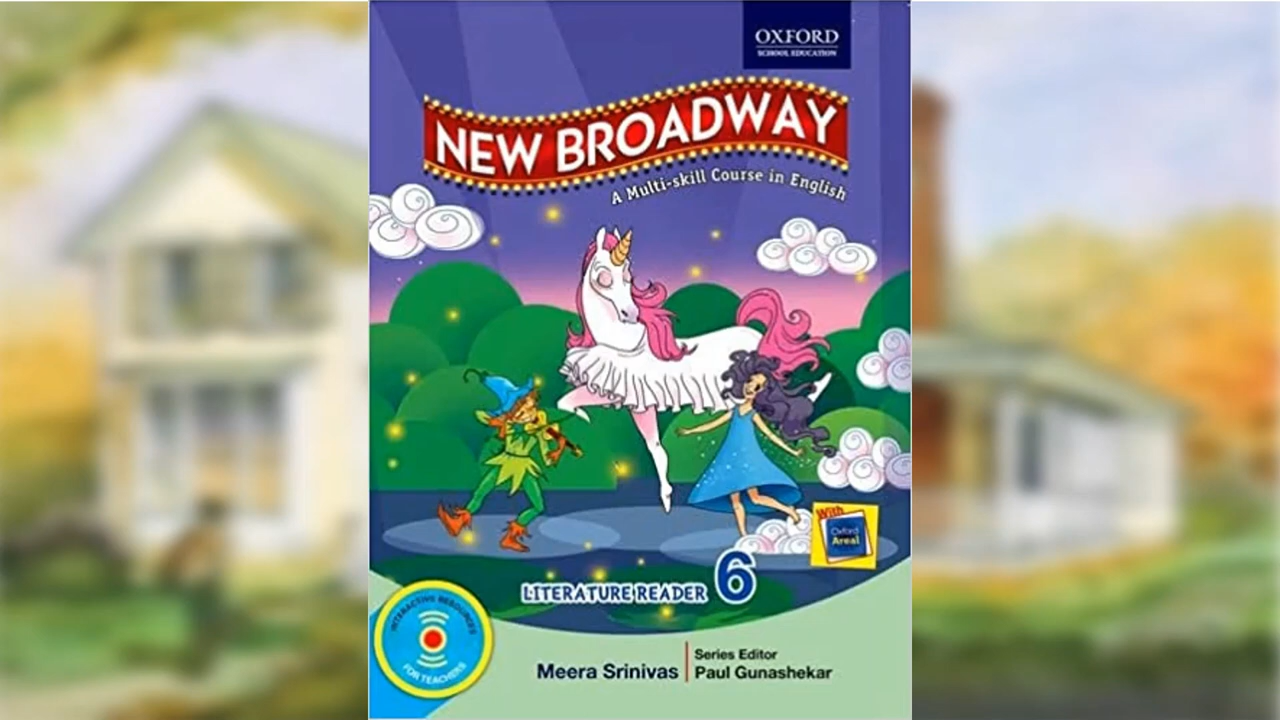 OXFORD
SCHOOL EDUCATION
NEW BROADWAY
A Multi-skill Course in English
With
Oxford
Areal
LITERATURE READER 6
INTERACTIVE RESOURCES
FOR TEACHERS
Meera Srinivas
Series Editor
Paul Gunashekar